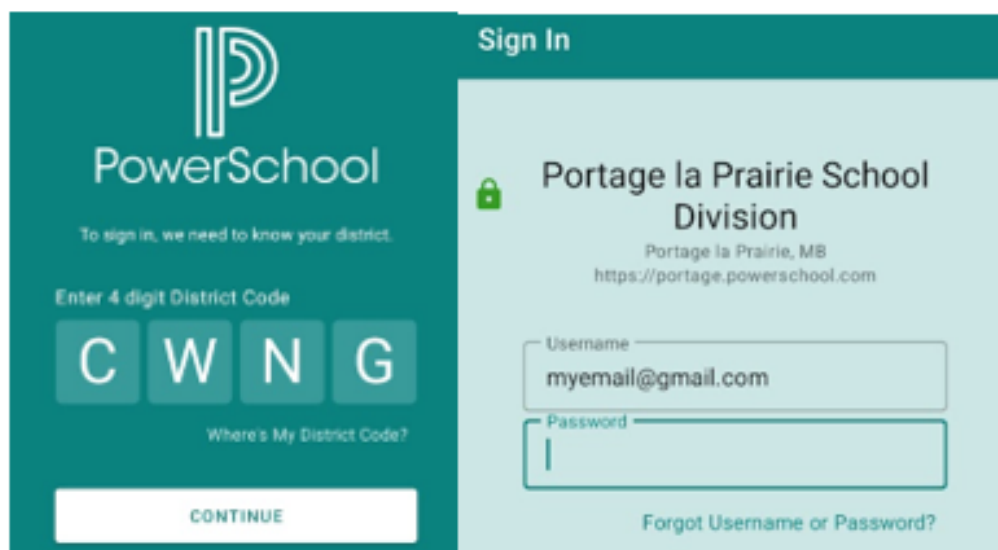 PowerSchool
To sign in, we need to know your district.
Enter 4 digit District Code
C W N G
Where's My District Code?
CONTINUE
Sign In
Portage la Prairie School
Division
Portage la Prairie, MB
https://portage.powerschool.com
Username
myemail@gmail.com
Password
Forgot Username or Password?